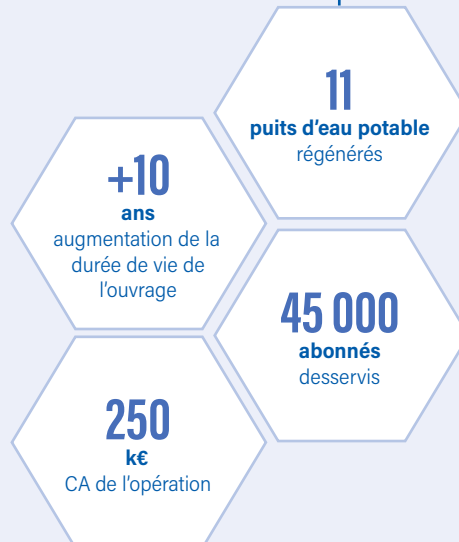 11
puits d'eau potable
régénérés
+10
ans
augmentation de la
durée de vie de
l'ouvrage
45 000
abonnés
desservis
250
k€
CA de l'opération